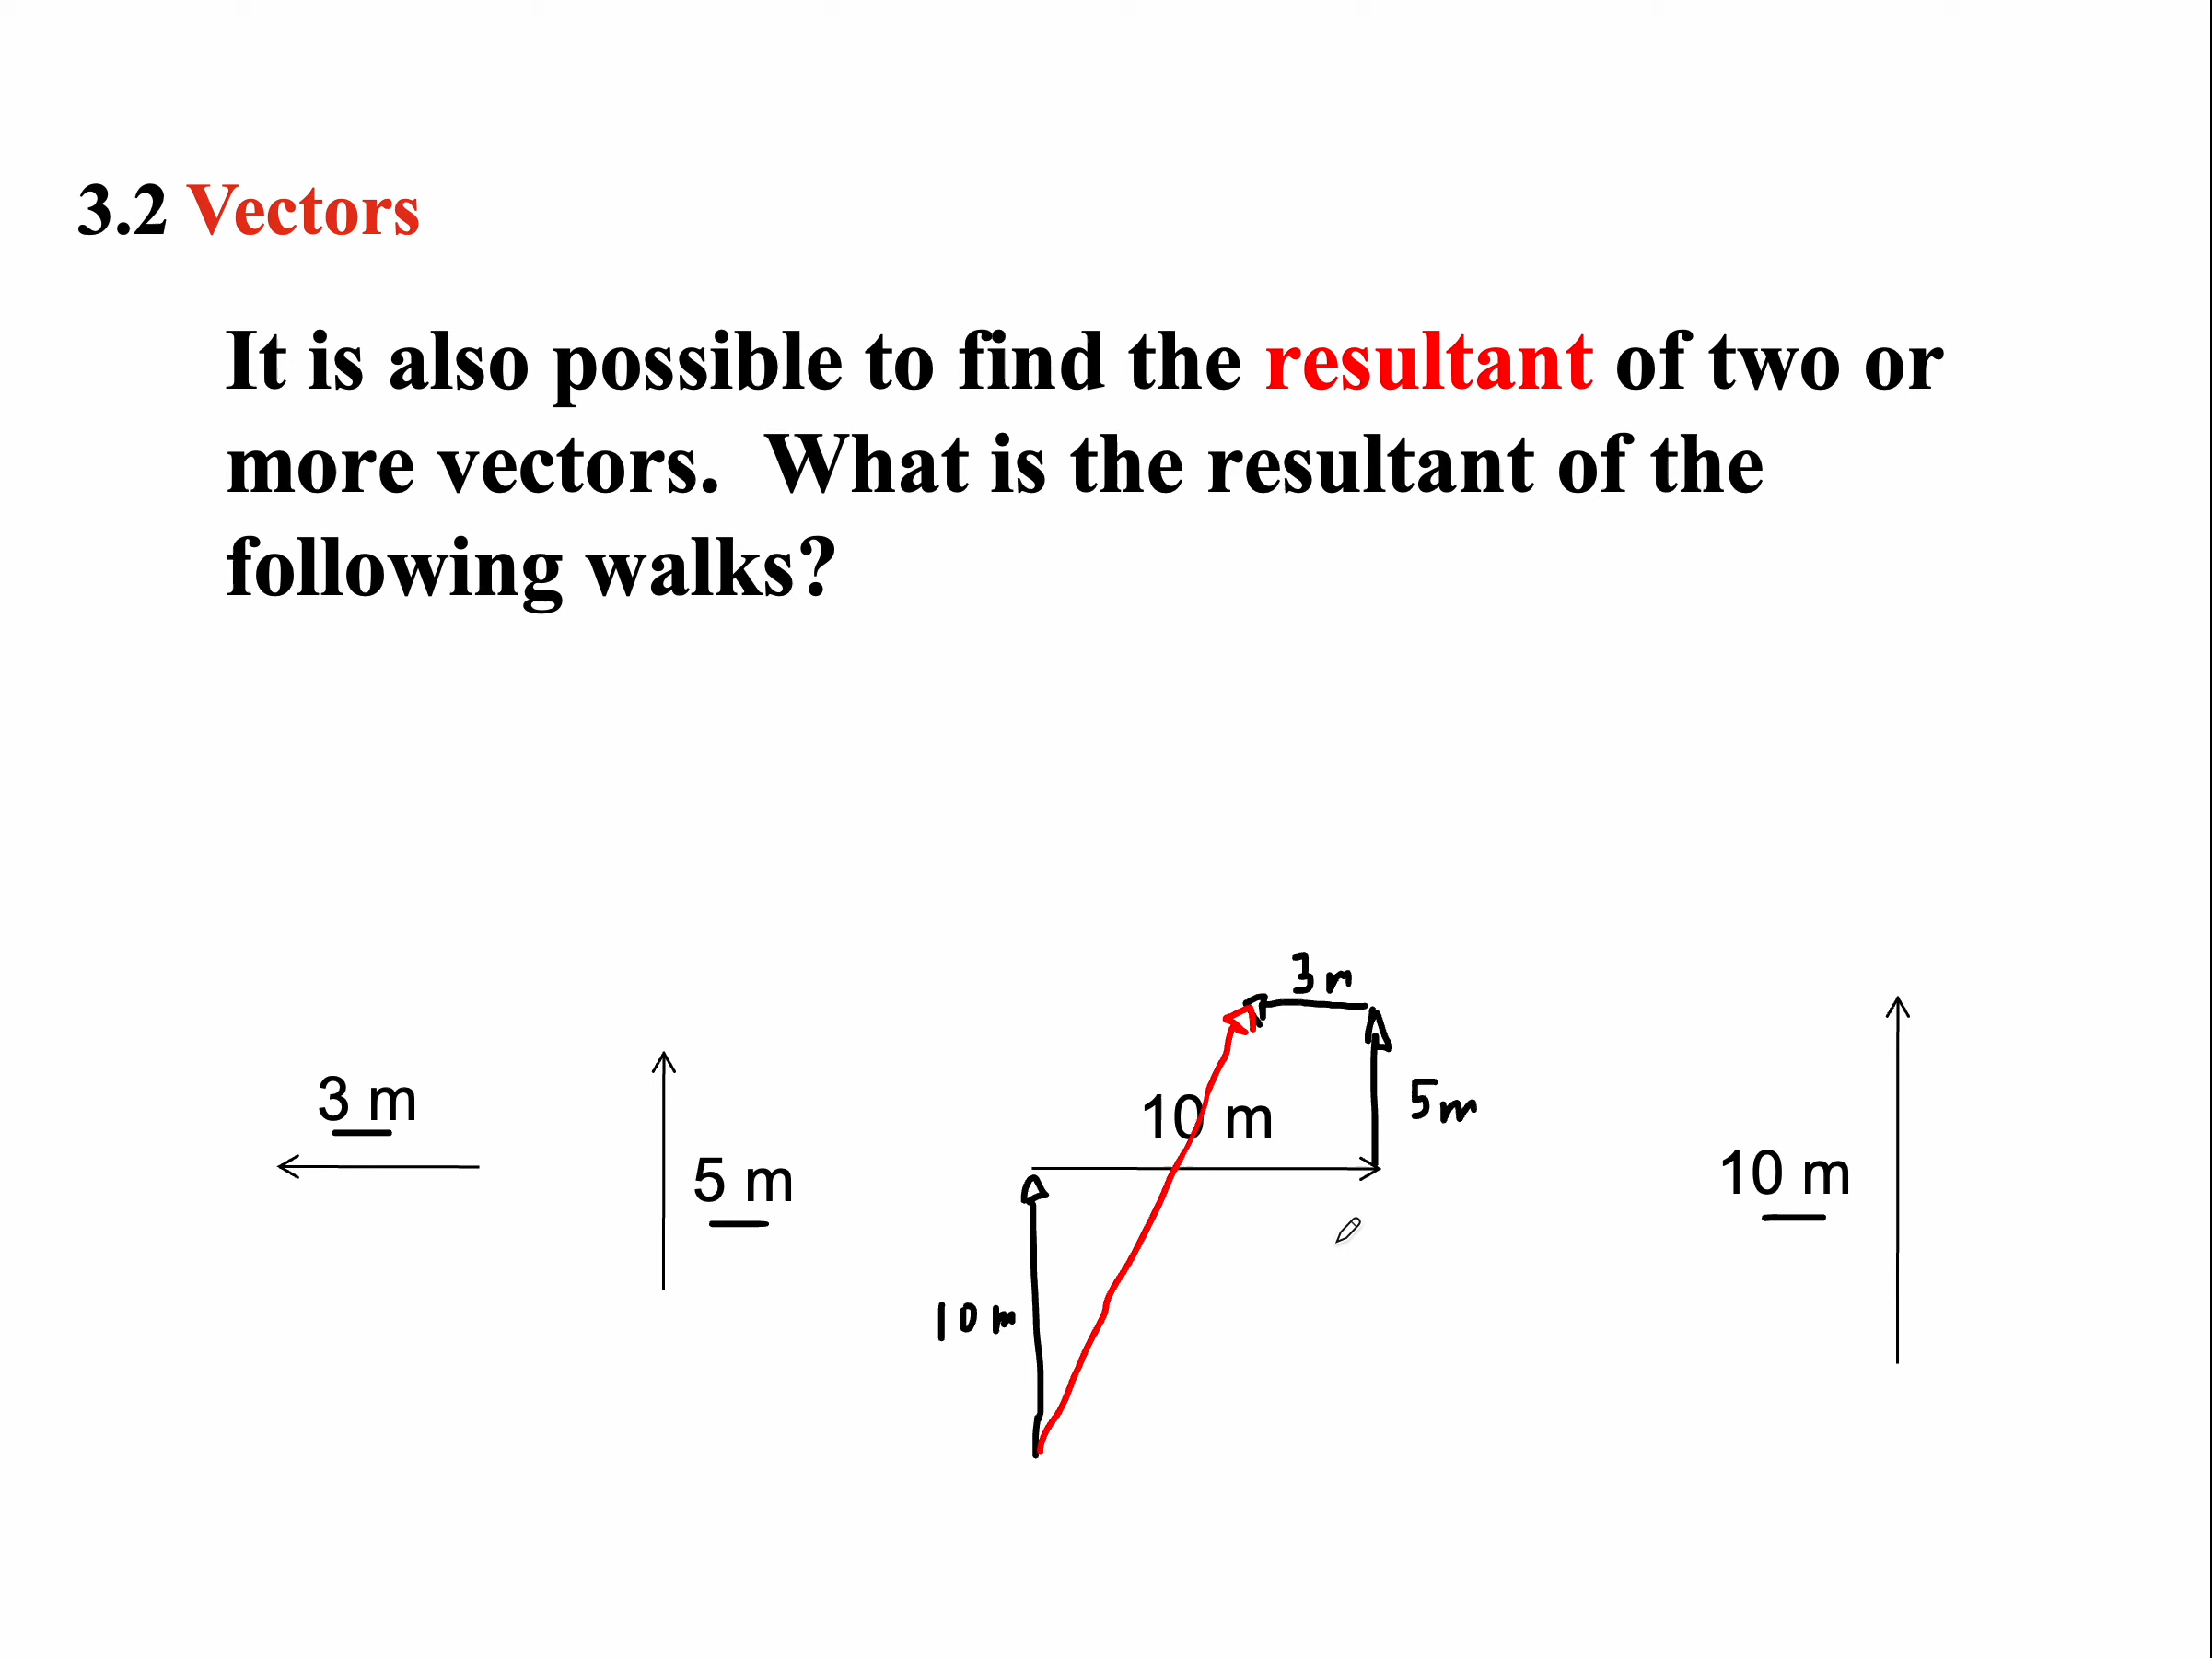 3.2 Vectors
It is also possible to find the resultant of two or
more vectors.  What is the resultant of the
following walks?
3 m
3 m
5 m
10 m
5m
10 m
10 m